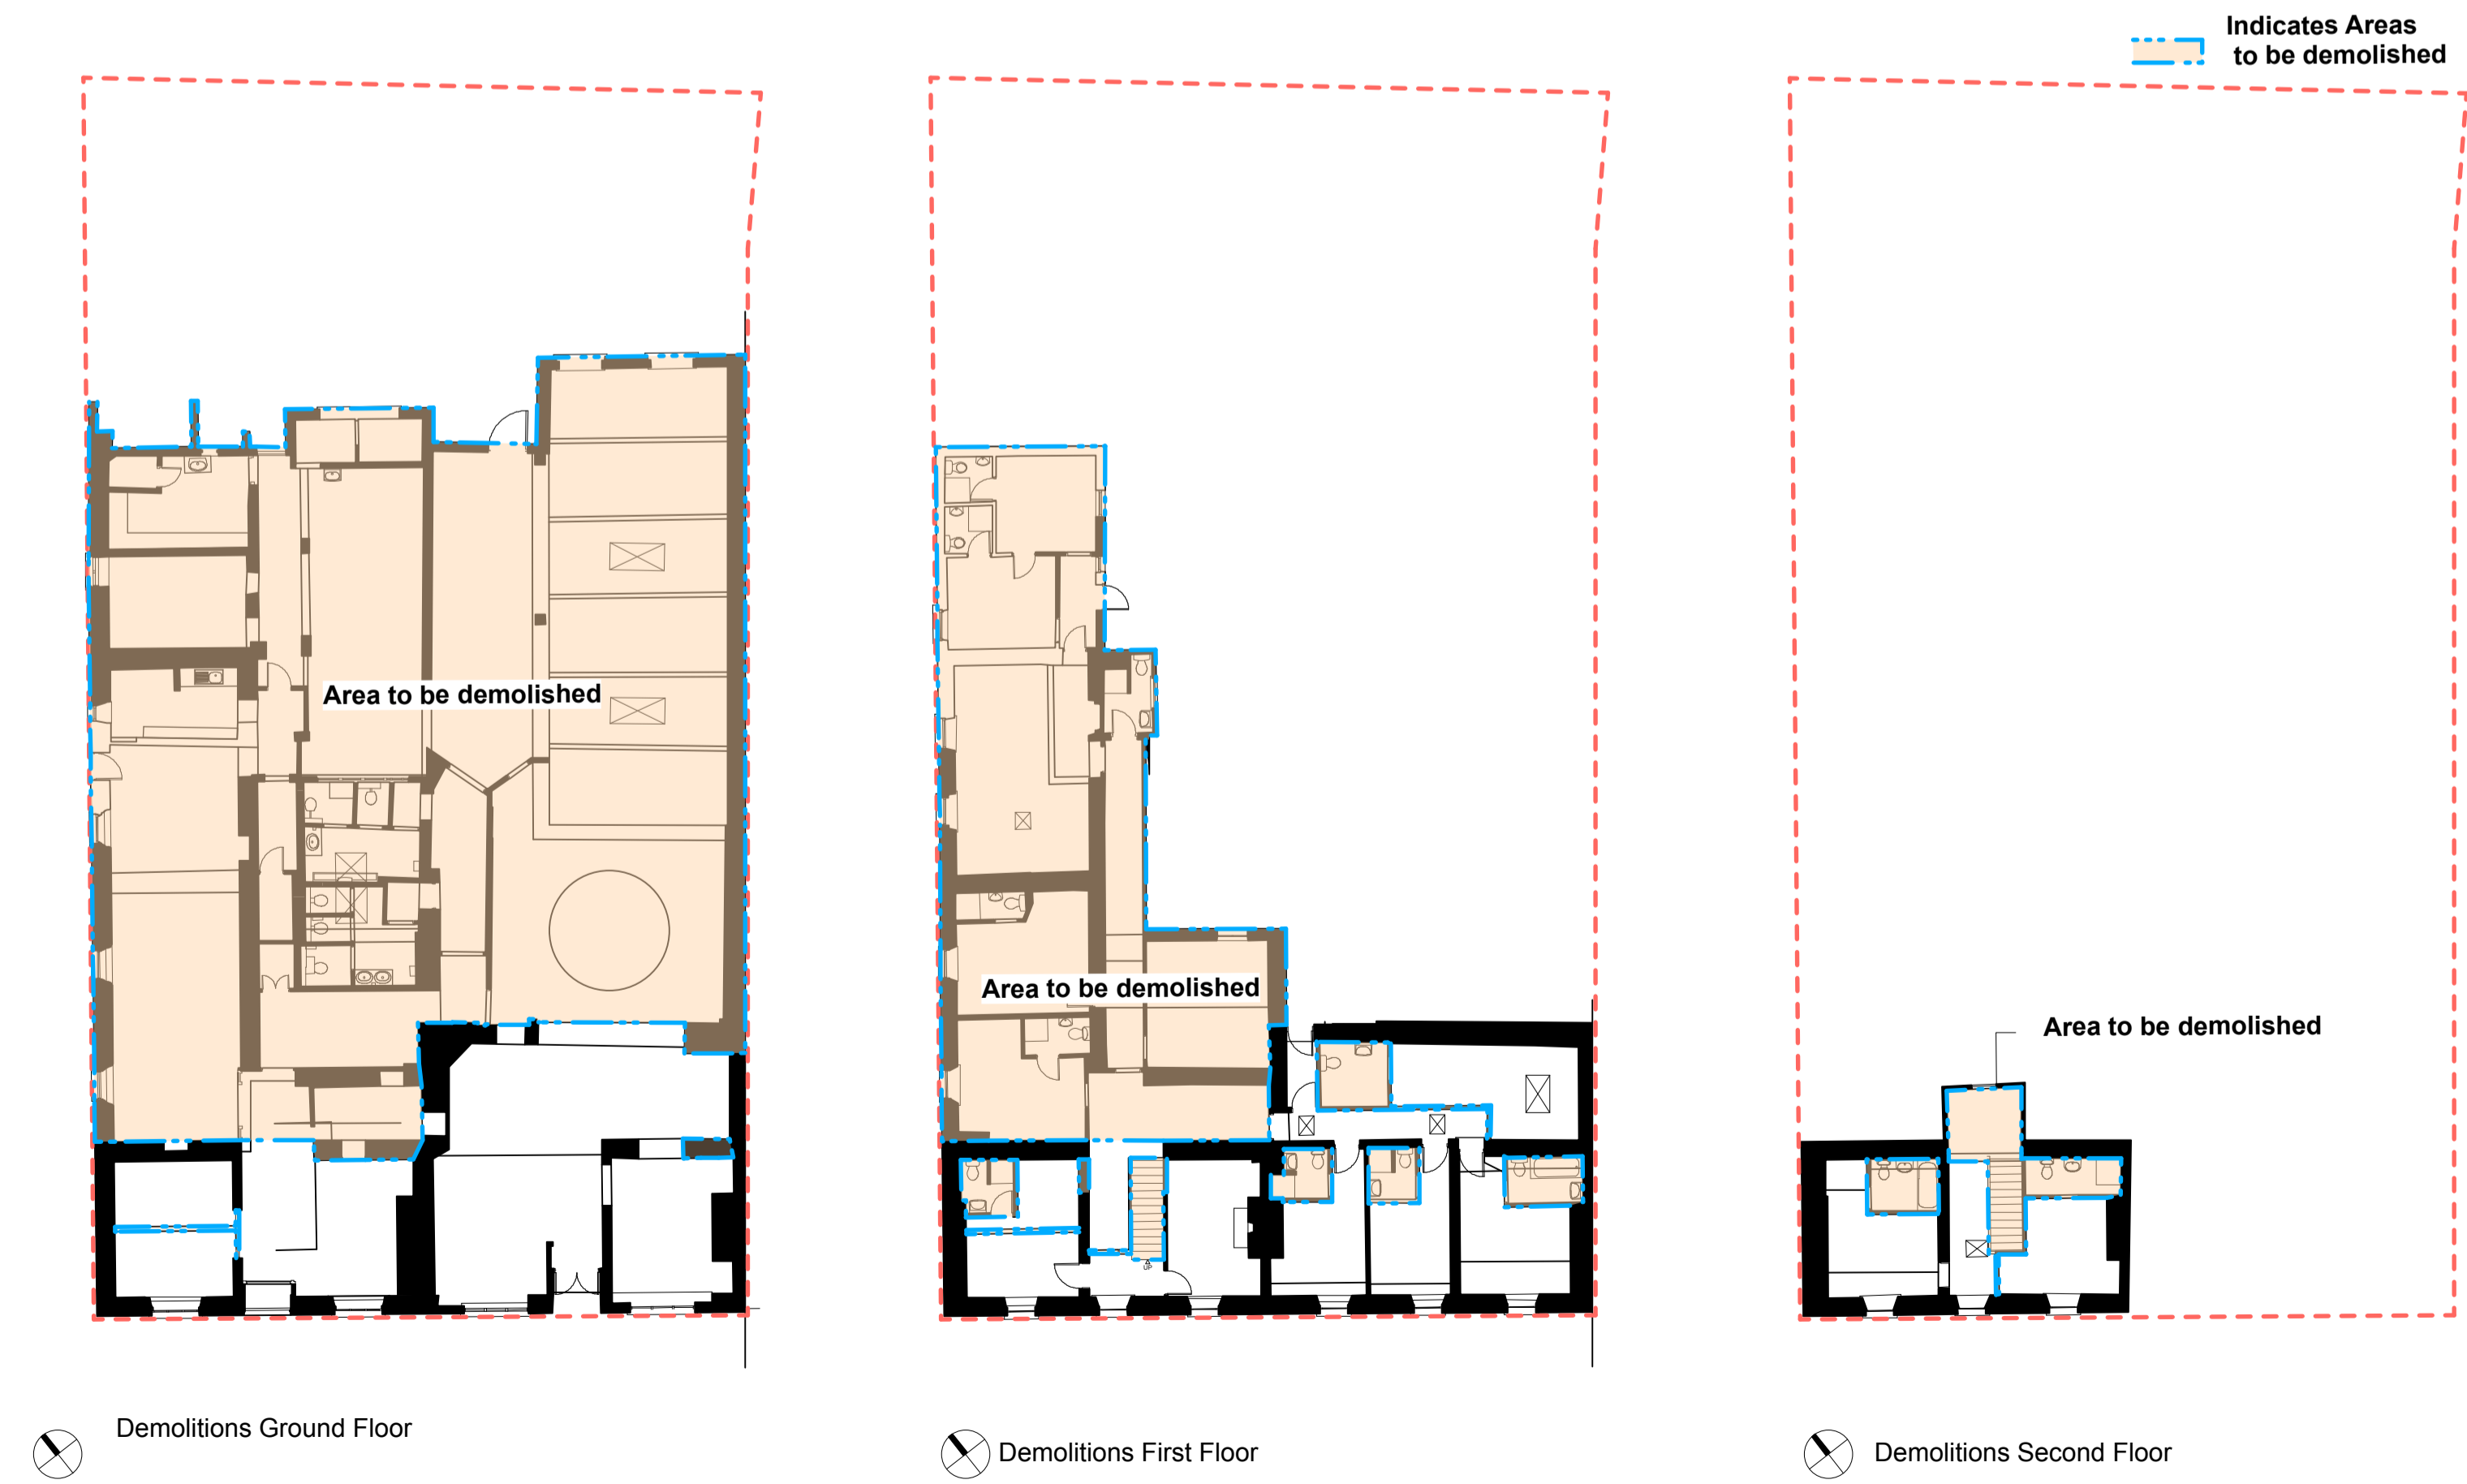 Indicates Areas
to be demolished
Area to be demolished
Area to be demolished
Area to be demolished
UP
Demolitions Ground Floor
Demolitions First Floor
Demolitions Second Floor